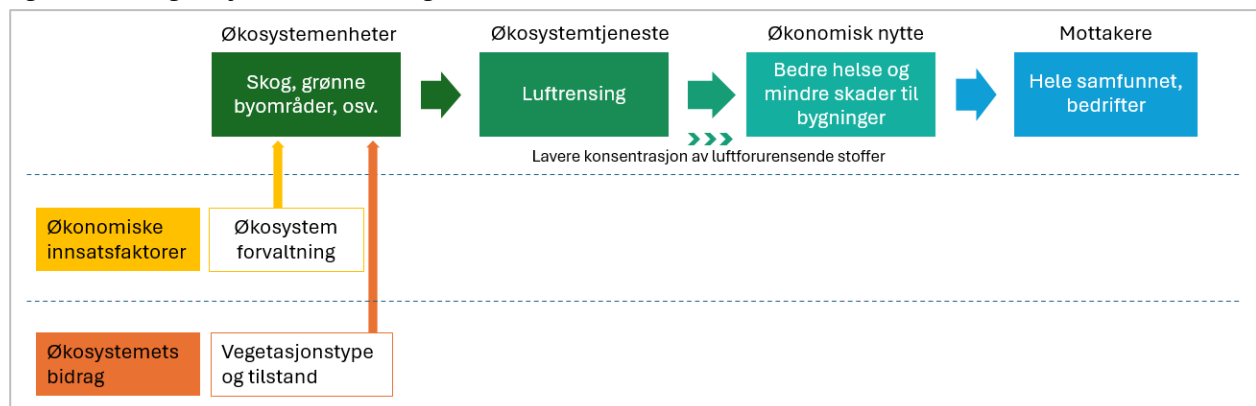 Økosystemenheter
Økosystemtjeneste
Økonomisk nytte
Mottakere
Skog, grønne
byområder, osv.
Luftrensing
Bedre helse og
mindre skader til
bygninger
Hele samfunnet,
bedrifter
Lavere konsentrasjon av luftforurensende stoffer
Økonomiske
innsatsfaktorer
Økosystem
forvaltning
Økosystemets
bidrag
Vegetasjonstype
og tilstand